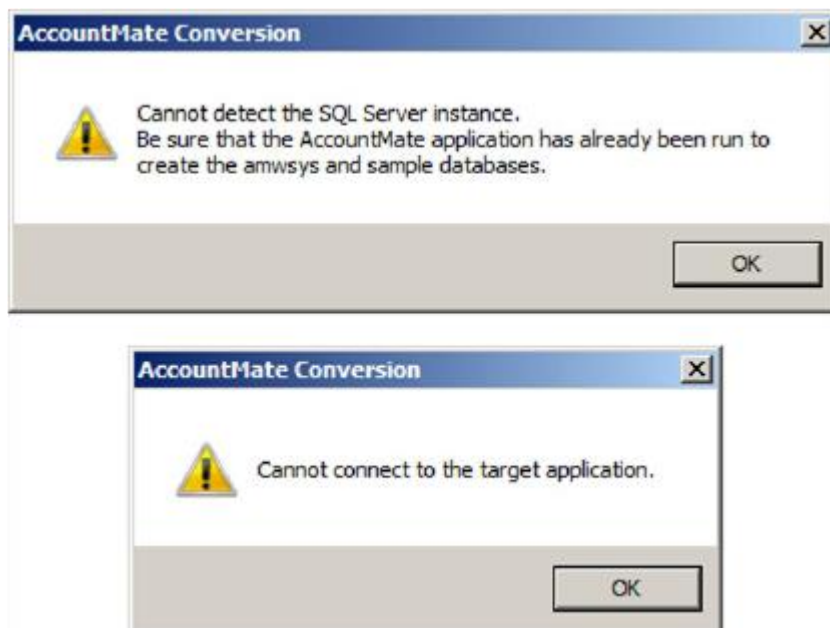 AccountMate Conversion
Cannot detect the SQL Server instance.
Be sure that the AccountMate application has already been run to
create the amwsys and sample databases.
OK
AccountMate Conversion
Cannot connect to the target application.
OK